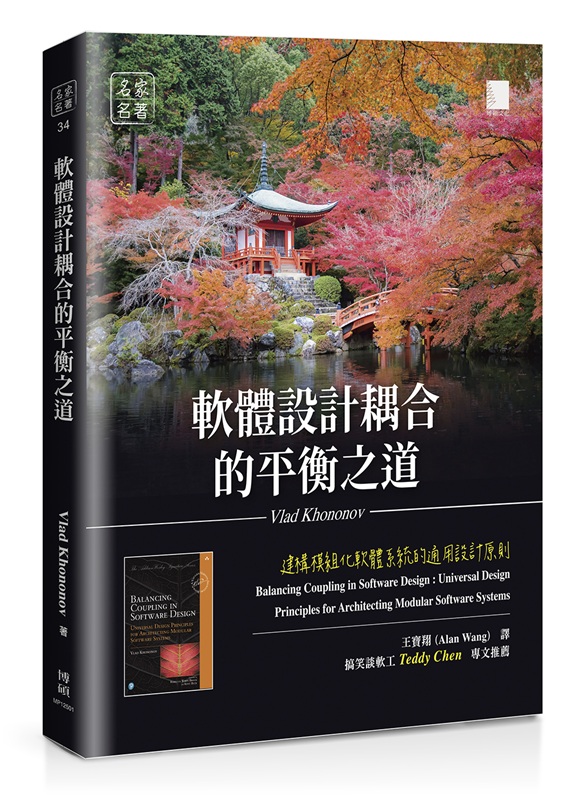 名家
名著
34
軟體設計耦合的平衡之道
Vlad Khononov 著
博碩
MP12501
名家
名著
軟體設計耦合
的平衡之道
Vlad Khononov
建構模組化軟體系統的通用設計原則
Balancing Coupling in Software Design : Universal Design
Principles for Architecting Modular Software Systems
王寶翔 (Alan Wang) 譯
搞笑談軟工 Teddy Chen 專文推薦
BALANCING
COUPLING IN
SOFTWARE DESIGN
UNIVERSAL DESIGN PRINCIPLES
FOR ARCHITECTING MODULAR
SOFTWARE SYSTEMS
VLAD KHONONOV